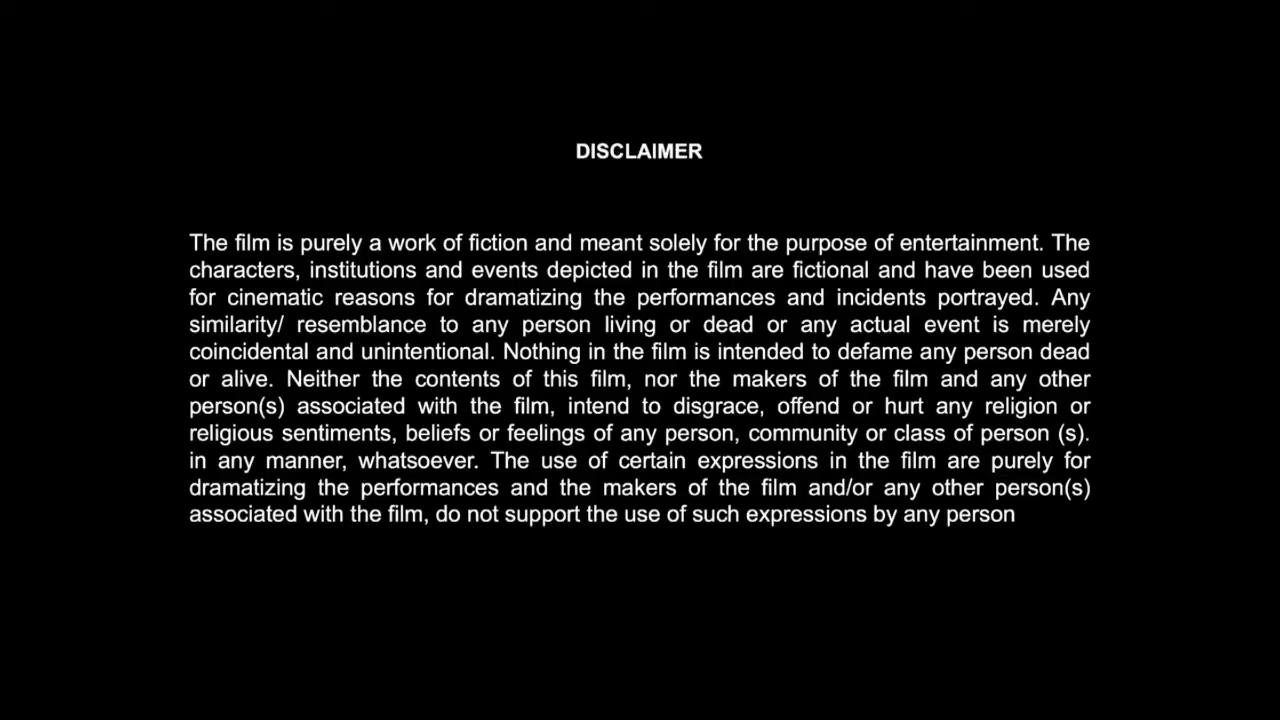 DISCLAIMER
The film is purely a work of fiction and meant solely for the purpose of entertainment. The
characters, institutions and events depicted in the film are fictional and have been used
for cinematic reasons for dramatizing the performances and incidents portrayed. Any
similarity/ resemblance to any person living or dead or any actual event is merely
coincidental and unintentional. Nothing in the film is intended to defame any person dead
or alive. Neither the contents of this film, nor the makers of the film and any other
person(s) associated with the film, intend to disgrace, offend or hurt any religion or
religious sentiments, beliefs or feelings of any person, community or class of person (s).
in any manner, whatsoever. The use of certain expressions in the film are purely for
dramatizing the performances and the makers of the film and/or any other person(s)
associated with the film, do not support the use of such expressions by any person